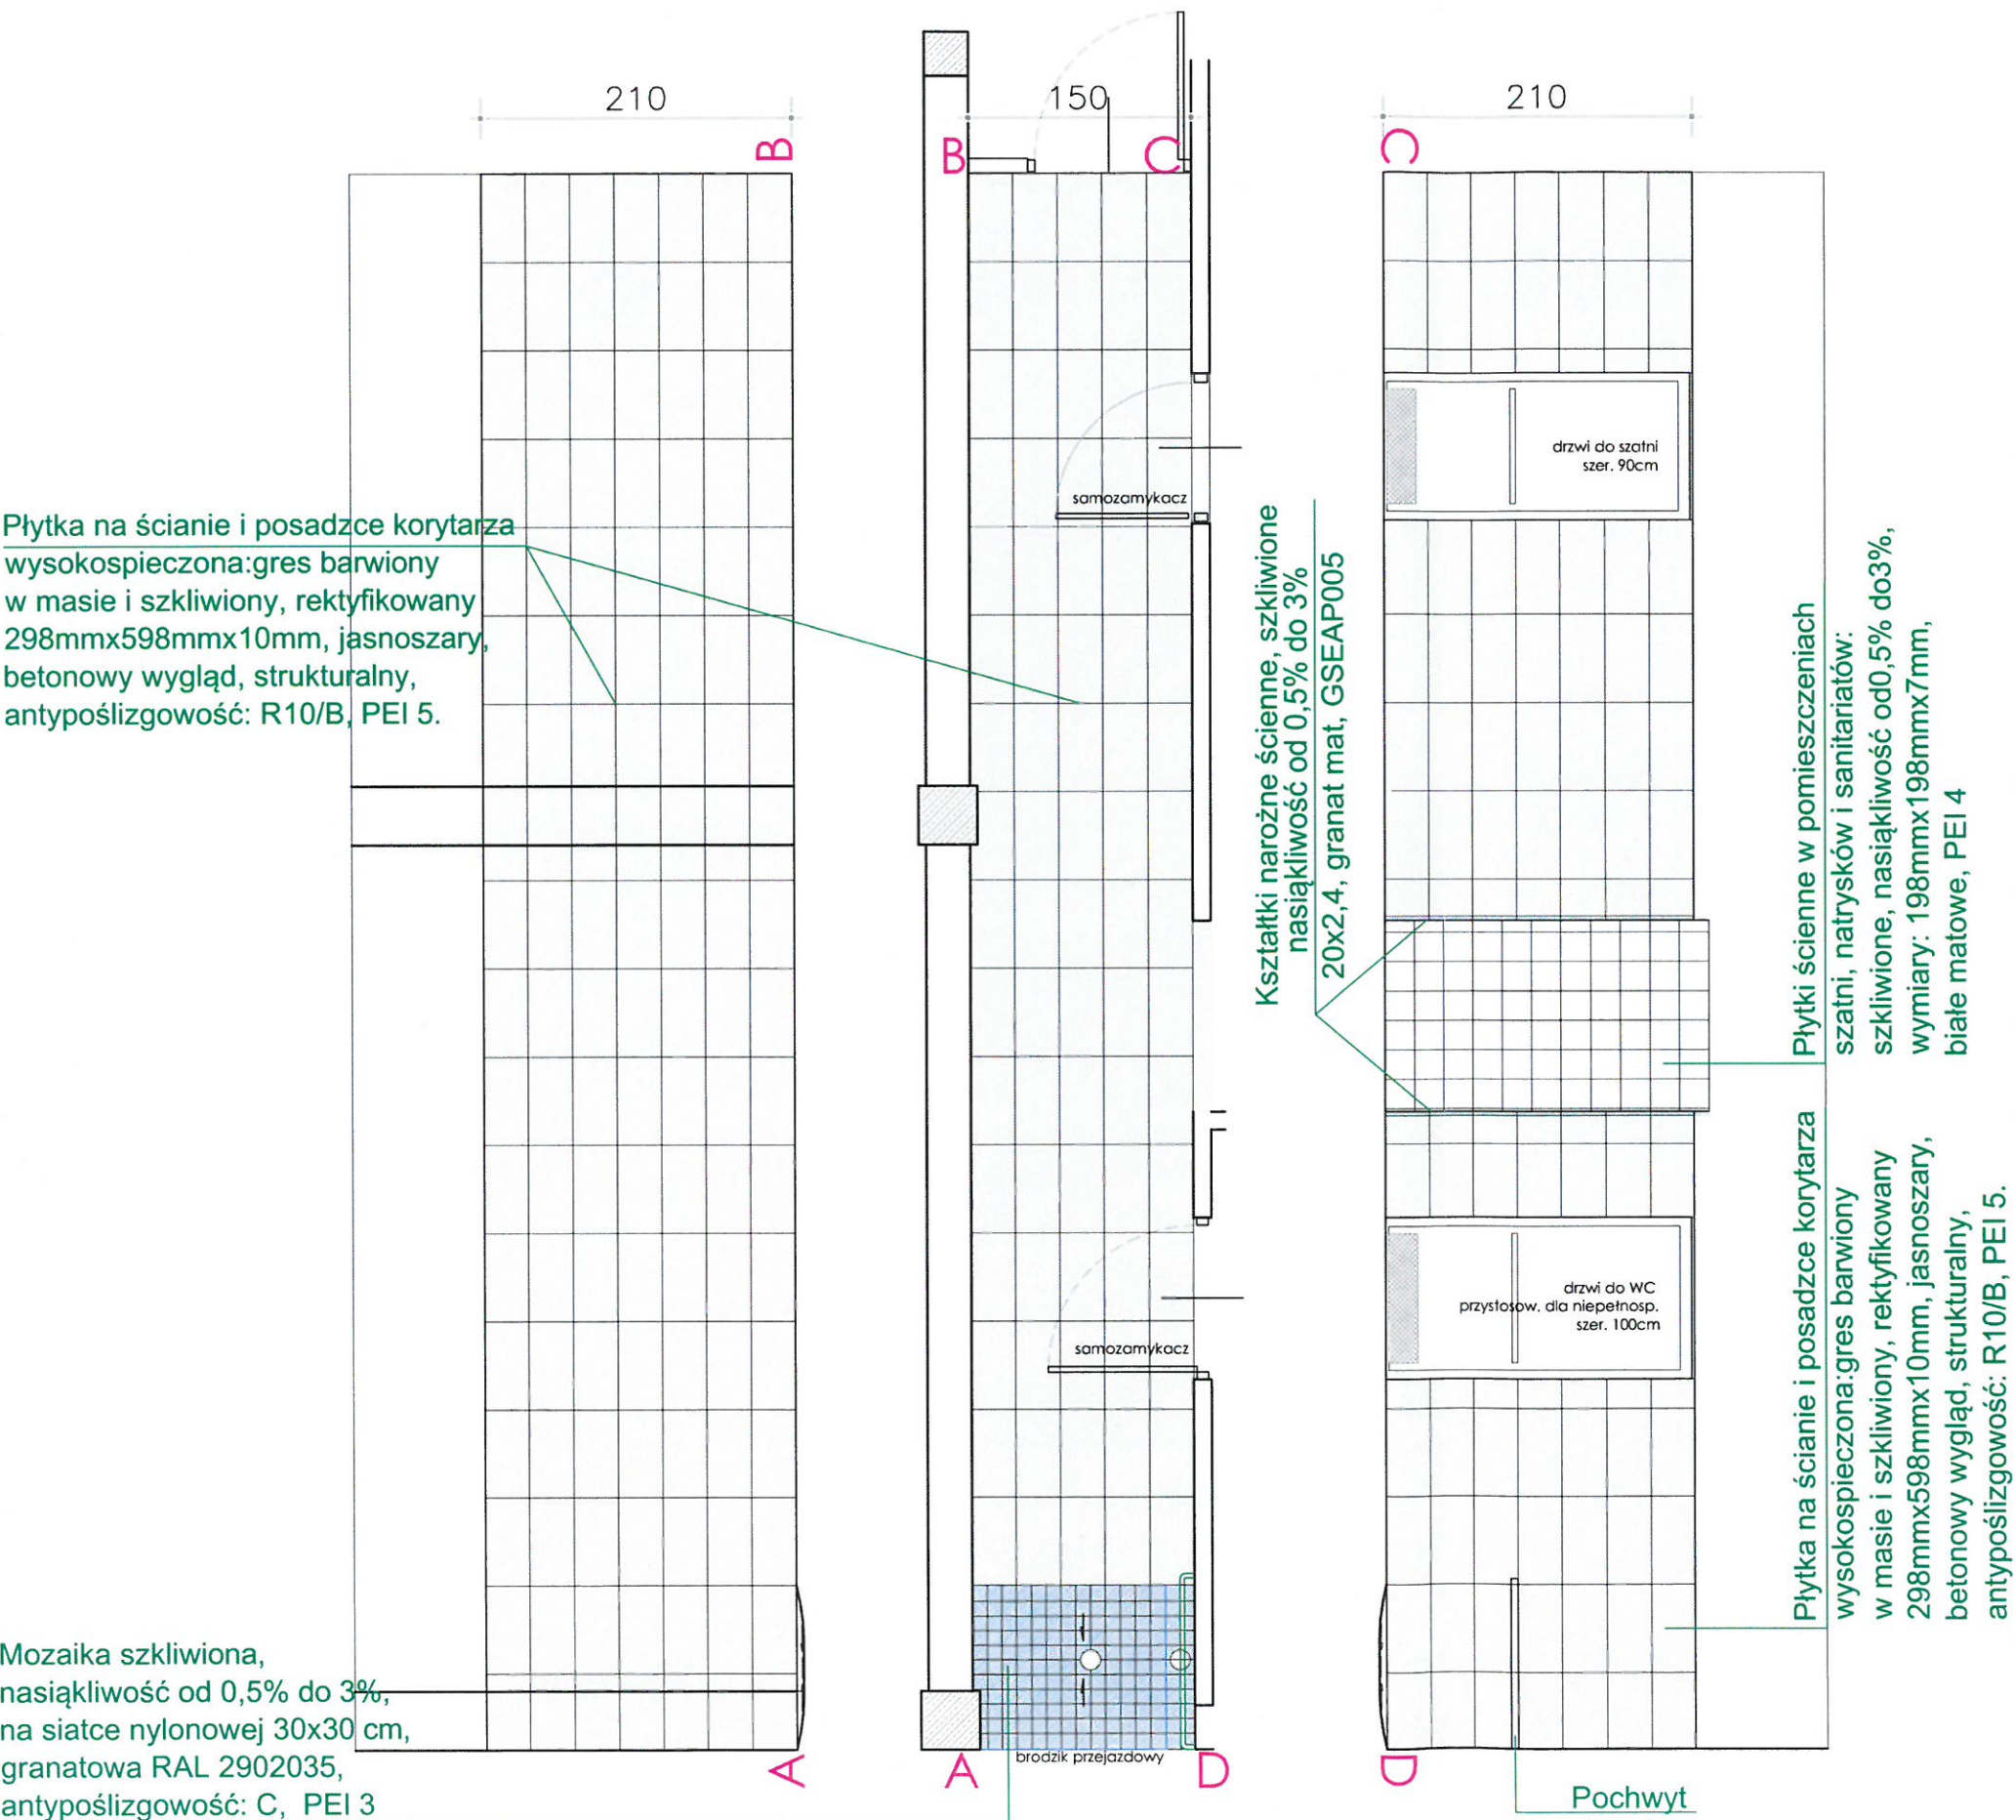 210
150
210
B
B
C
C
Płytka na ścianie i posadzce korytarza
wysokospieczona:gres barwiony
w masie i szkliwiony, rektyfikowany
298mmx598mmx10mm, jasnoszary,
betonowy wygląd, strukturalny,
antypoślizgowość: R10/B, PEI 5.
samozamykacz
drzwi do szatni
szer. 90cm
Kształtki narożne ścienne, szkliwione
nasiąkliwość od 0,5% do 3%
20x2,4, granat mat, GSEAP005
Płytki ścienne w pomieszczeniach
szatni, natrysków i sanitariatów:
szkliwione, nasiąkliwość od0,5% do3%,
wymiary: 198mmx198mmx7mm,
białe matowe, PEI 4
samozamykacz
drzwi do WC
przystosow. dla niepełnosp.
szer. 100cm
Płytka na ścianie i posadzce korytarza
wysokospieczona:gres barwiony
w masie i szkliwiony, rektyfikowany
298mmx598mmx10mm, jasnoszary,
betonowy wygląd, strukturalny,
antypoślizgowość: R10/B, PEI 5.
Mozaika szkliwiona,
nasiąkliwość od 0,5% do 3%,
na siatce nylonowej 30x30 cm,
granatowa RAL 2902035,
antypoślizgowość: C, PEI 3
brodzik przejazdowy
A
A
D
D
Pochwyt